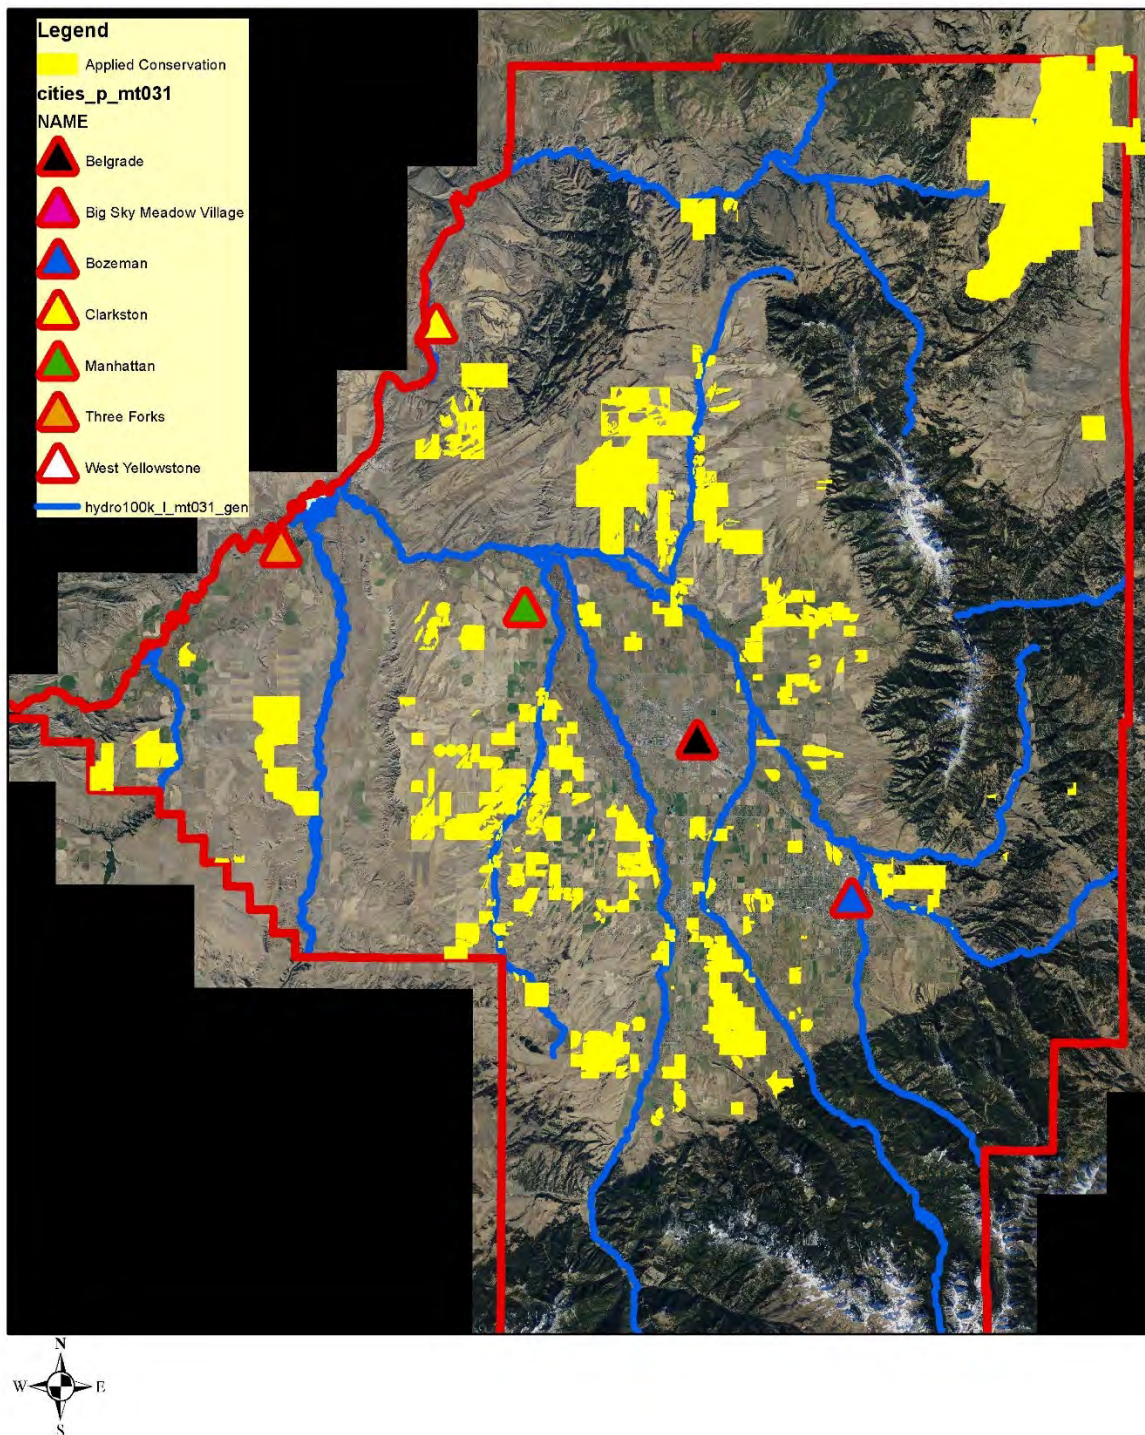 Legend
Applied Conservation
cities_p_mt031
NAME
Belgrade
Big Sky Meadow Village
Bozeman
Clarkston
Manhattan
Three Forks
West Yellowstone
hydro100k_l_mt031_gen
N
W E
S